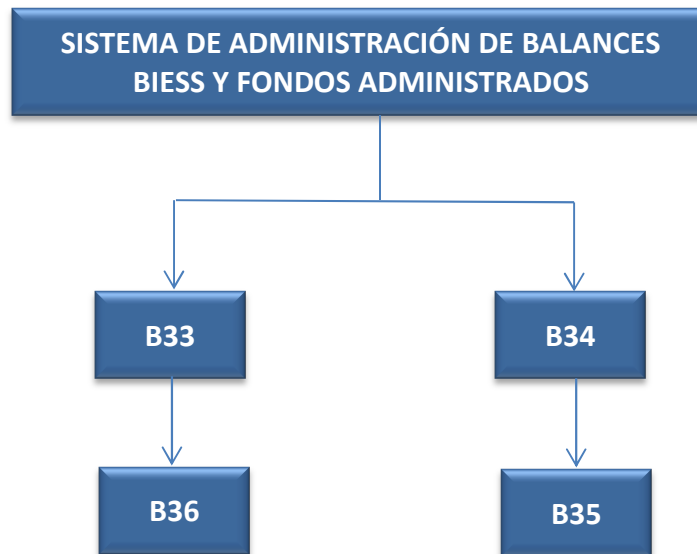 SISTEMA DE ADMINISTRACIÓN DE BALANCES
BIESS Y FONDOS ADMINISTRADOS
B33
B34
B36
B35